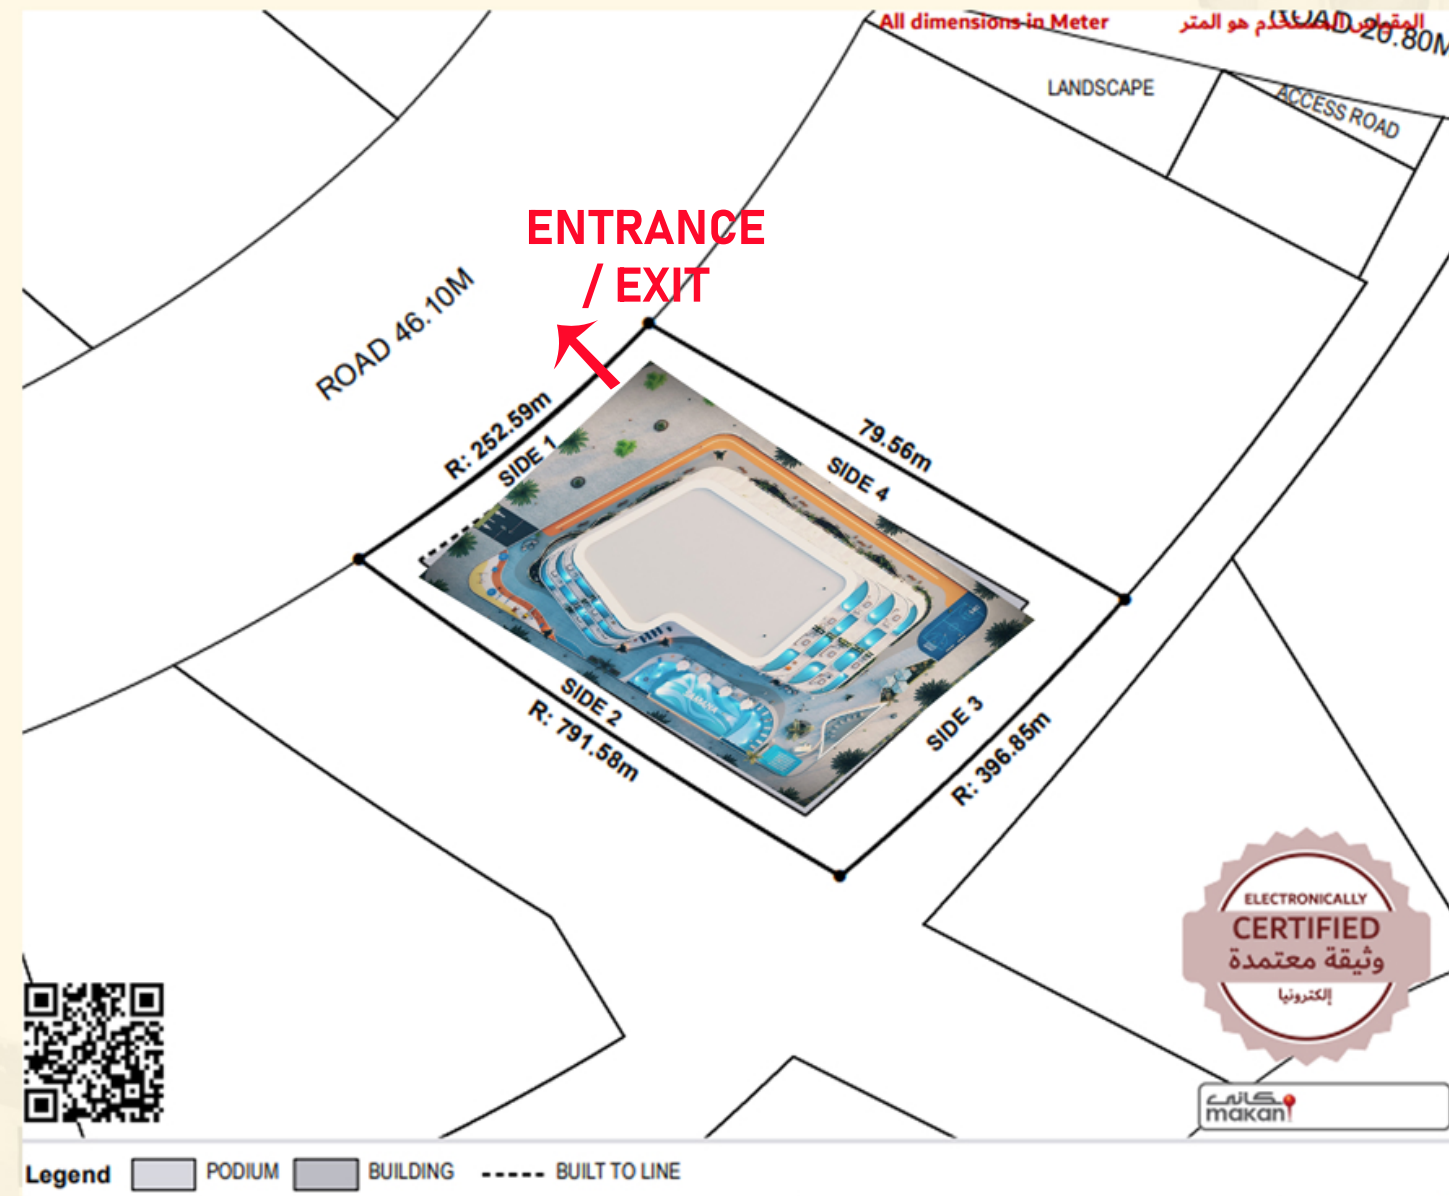 All dimensions in Meter
المقياس المستخدم هو المتر
ROAD 20.80M
LANDSCAPE
ACCESS ROAD
ENTRANCE
/ EXIT
ROAD 46.10M
R: 252.59m
SIDE 1
79.56m
SIDE 4
SIDE 2
R: 791.58m
SIDE 3
R: 396.85m
ELECTRONICALLY
CERTIFIED
وثيقة معتمدة
إلكترونيا
مكاني
makani
Legend
PODIUM
BUILDING
BUILT TO LINE